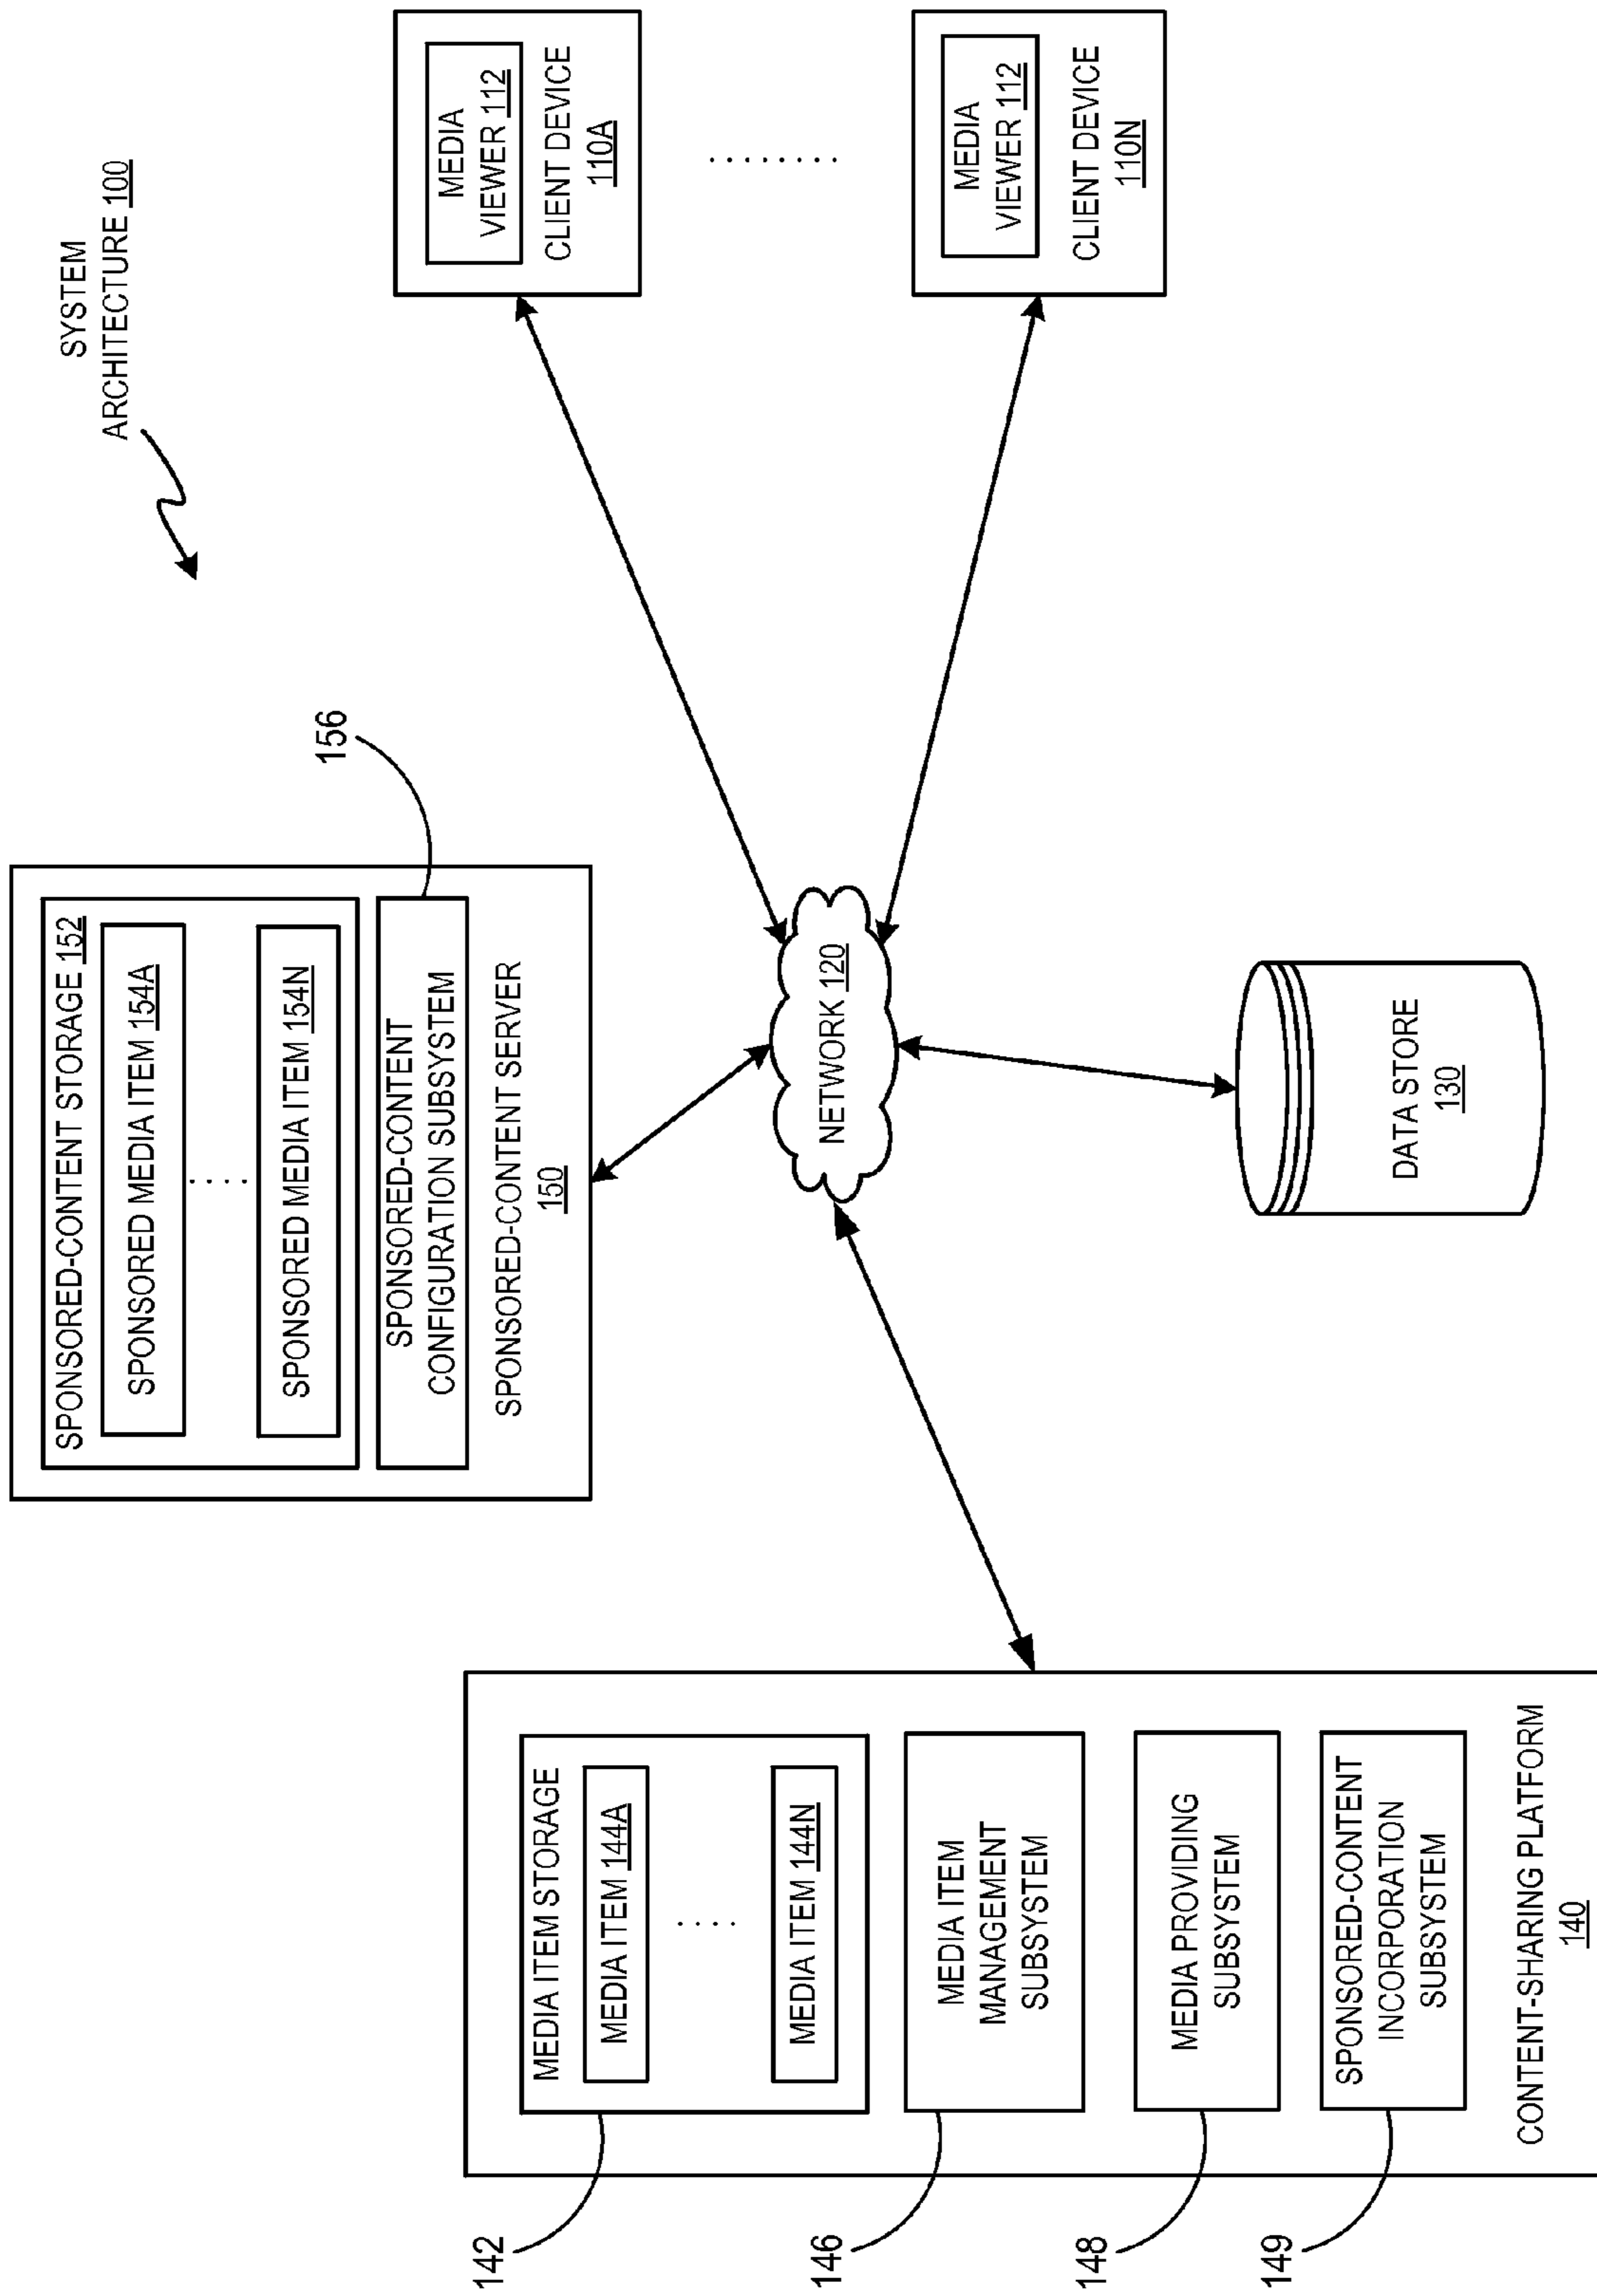 SYSTEM
ARCHITECTURE 100
SPONSORED-CONTENT STORAGE 152
SPONSORED MEDIA ITEM 154A
. . . . .
SPONSORED MEDIA ITEM 154N
SPONSORED-CONTENT
CONFIGURATION SUBSYSTEM
SPONSORED-CONTENT SERVER
150
156
MEDIA
VIEWER 112
CLIENT DEVICE
110A
. . . . . . . .
MEDIA
VIEWER 112
CLIENT DEVICE
110N
NETWORK 120
DATA STORE
130
MEDIA ITEM STORAGE
MEDIA ITEM 144A
. . . .
MEDIA ITEM 144N
MEDIA ITEM
MANAGEMENT
SUBSYSTEM
MEDIA PROVIDING
SUBSYSTEM
SPONSORED-CONTENT
INCORPORATION
SUBSYSTEM
CONTENT-SHARING PLATFORM
140
142
146
148
149